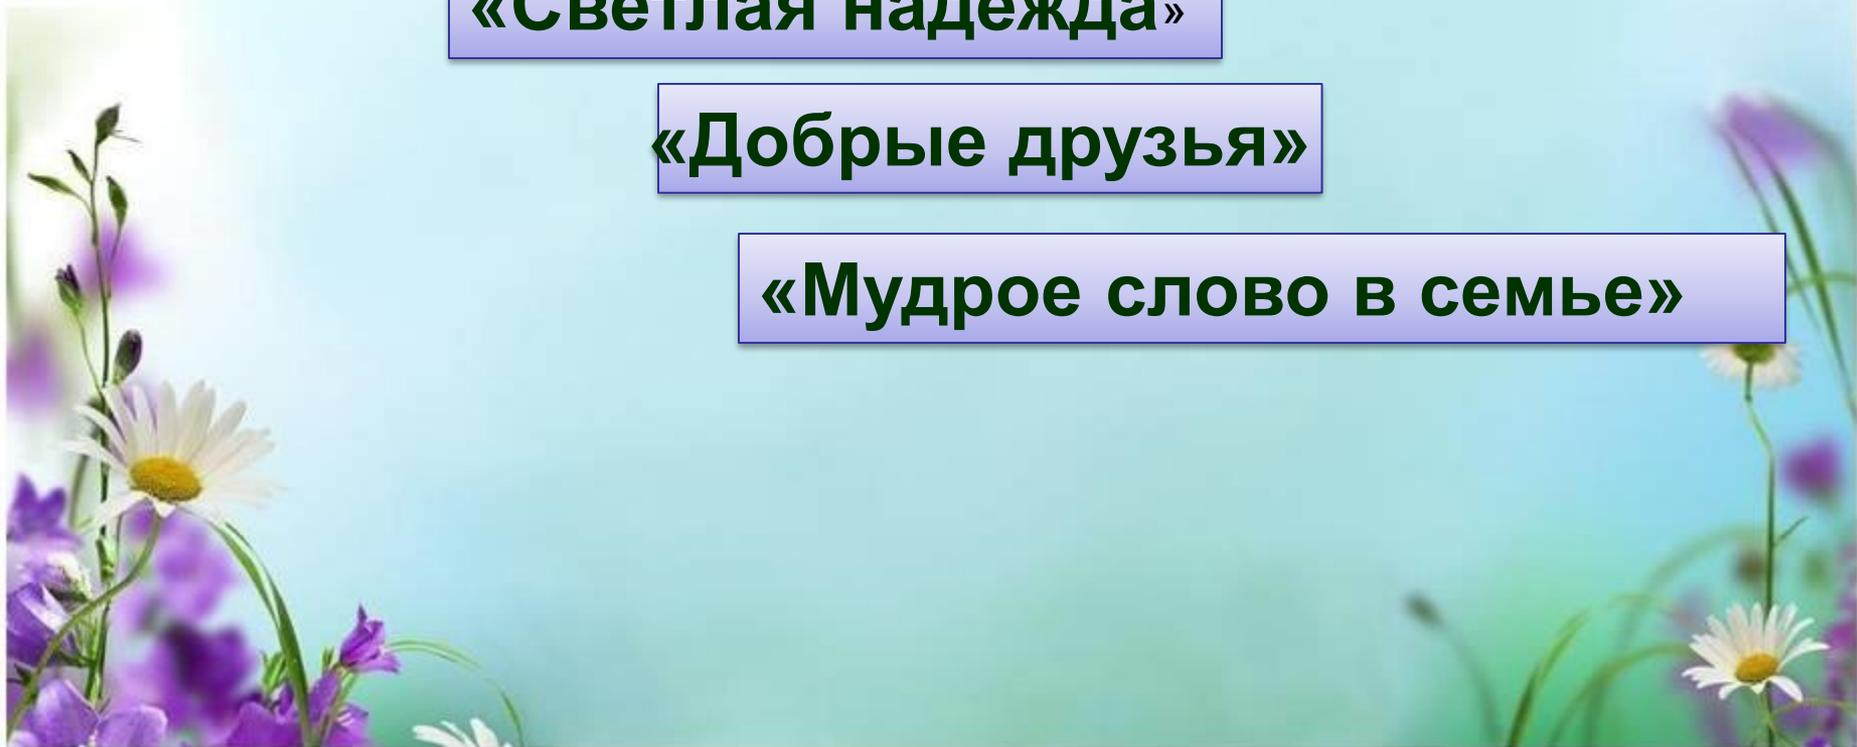 «Светлая надежда»
«Добрые друзья»
«Мудрое слово в семье»